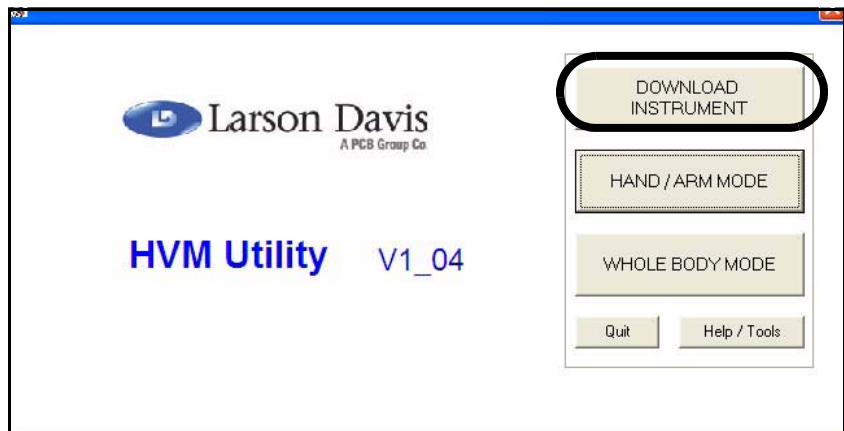 Larson Davis
A PCB Group Co.
HVM Utility V1_04
DOWNLOAD
INSTRUMENT
HAND / ARM MODE
WHOLE BODY MODE
Quit
Help / Tools